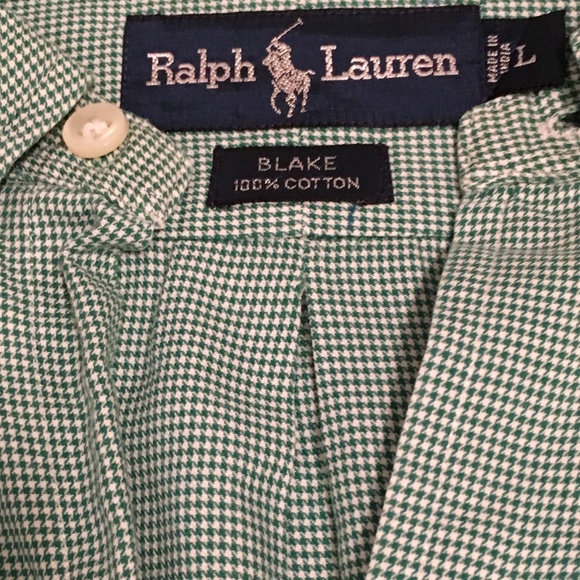 Ralph Lauren
MADE IN
INDIA
L
BLAKE
100% COTTON